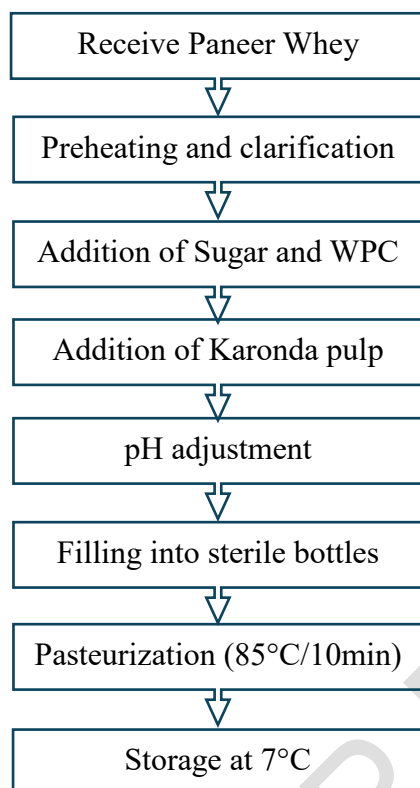 Receive Paneer Whey
Preheating and clarification
Addition of Sugar and WPC
Addition of Karonda pulp
pH adjustment
Filling into sterile bottles
Pasteurization (85°C/10min)
Storage at 7°C